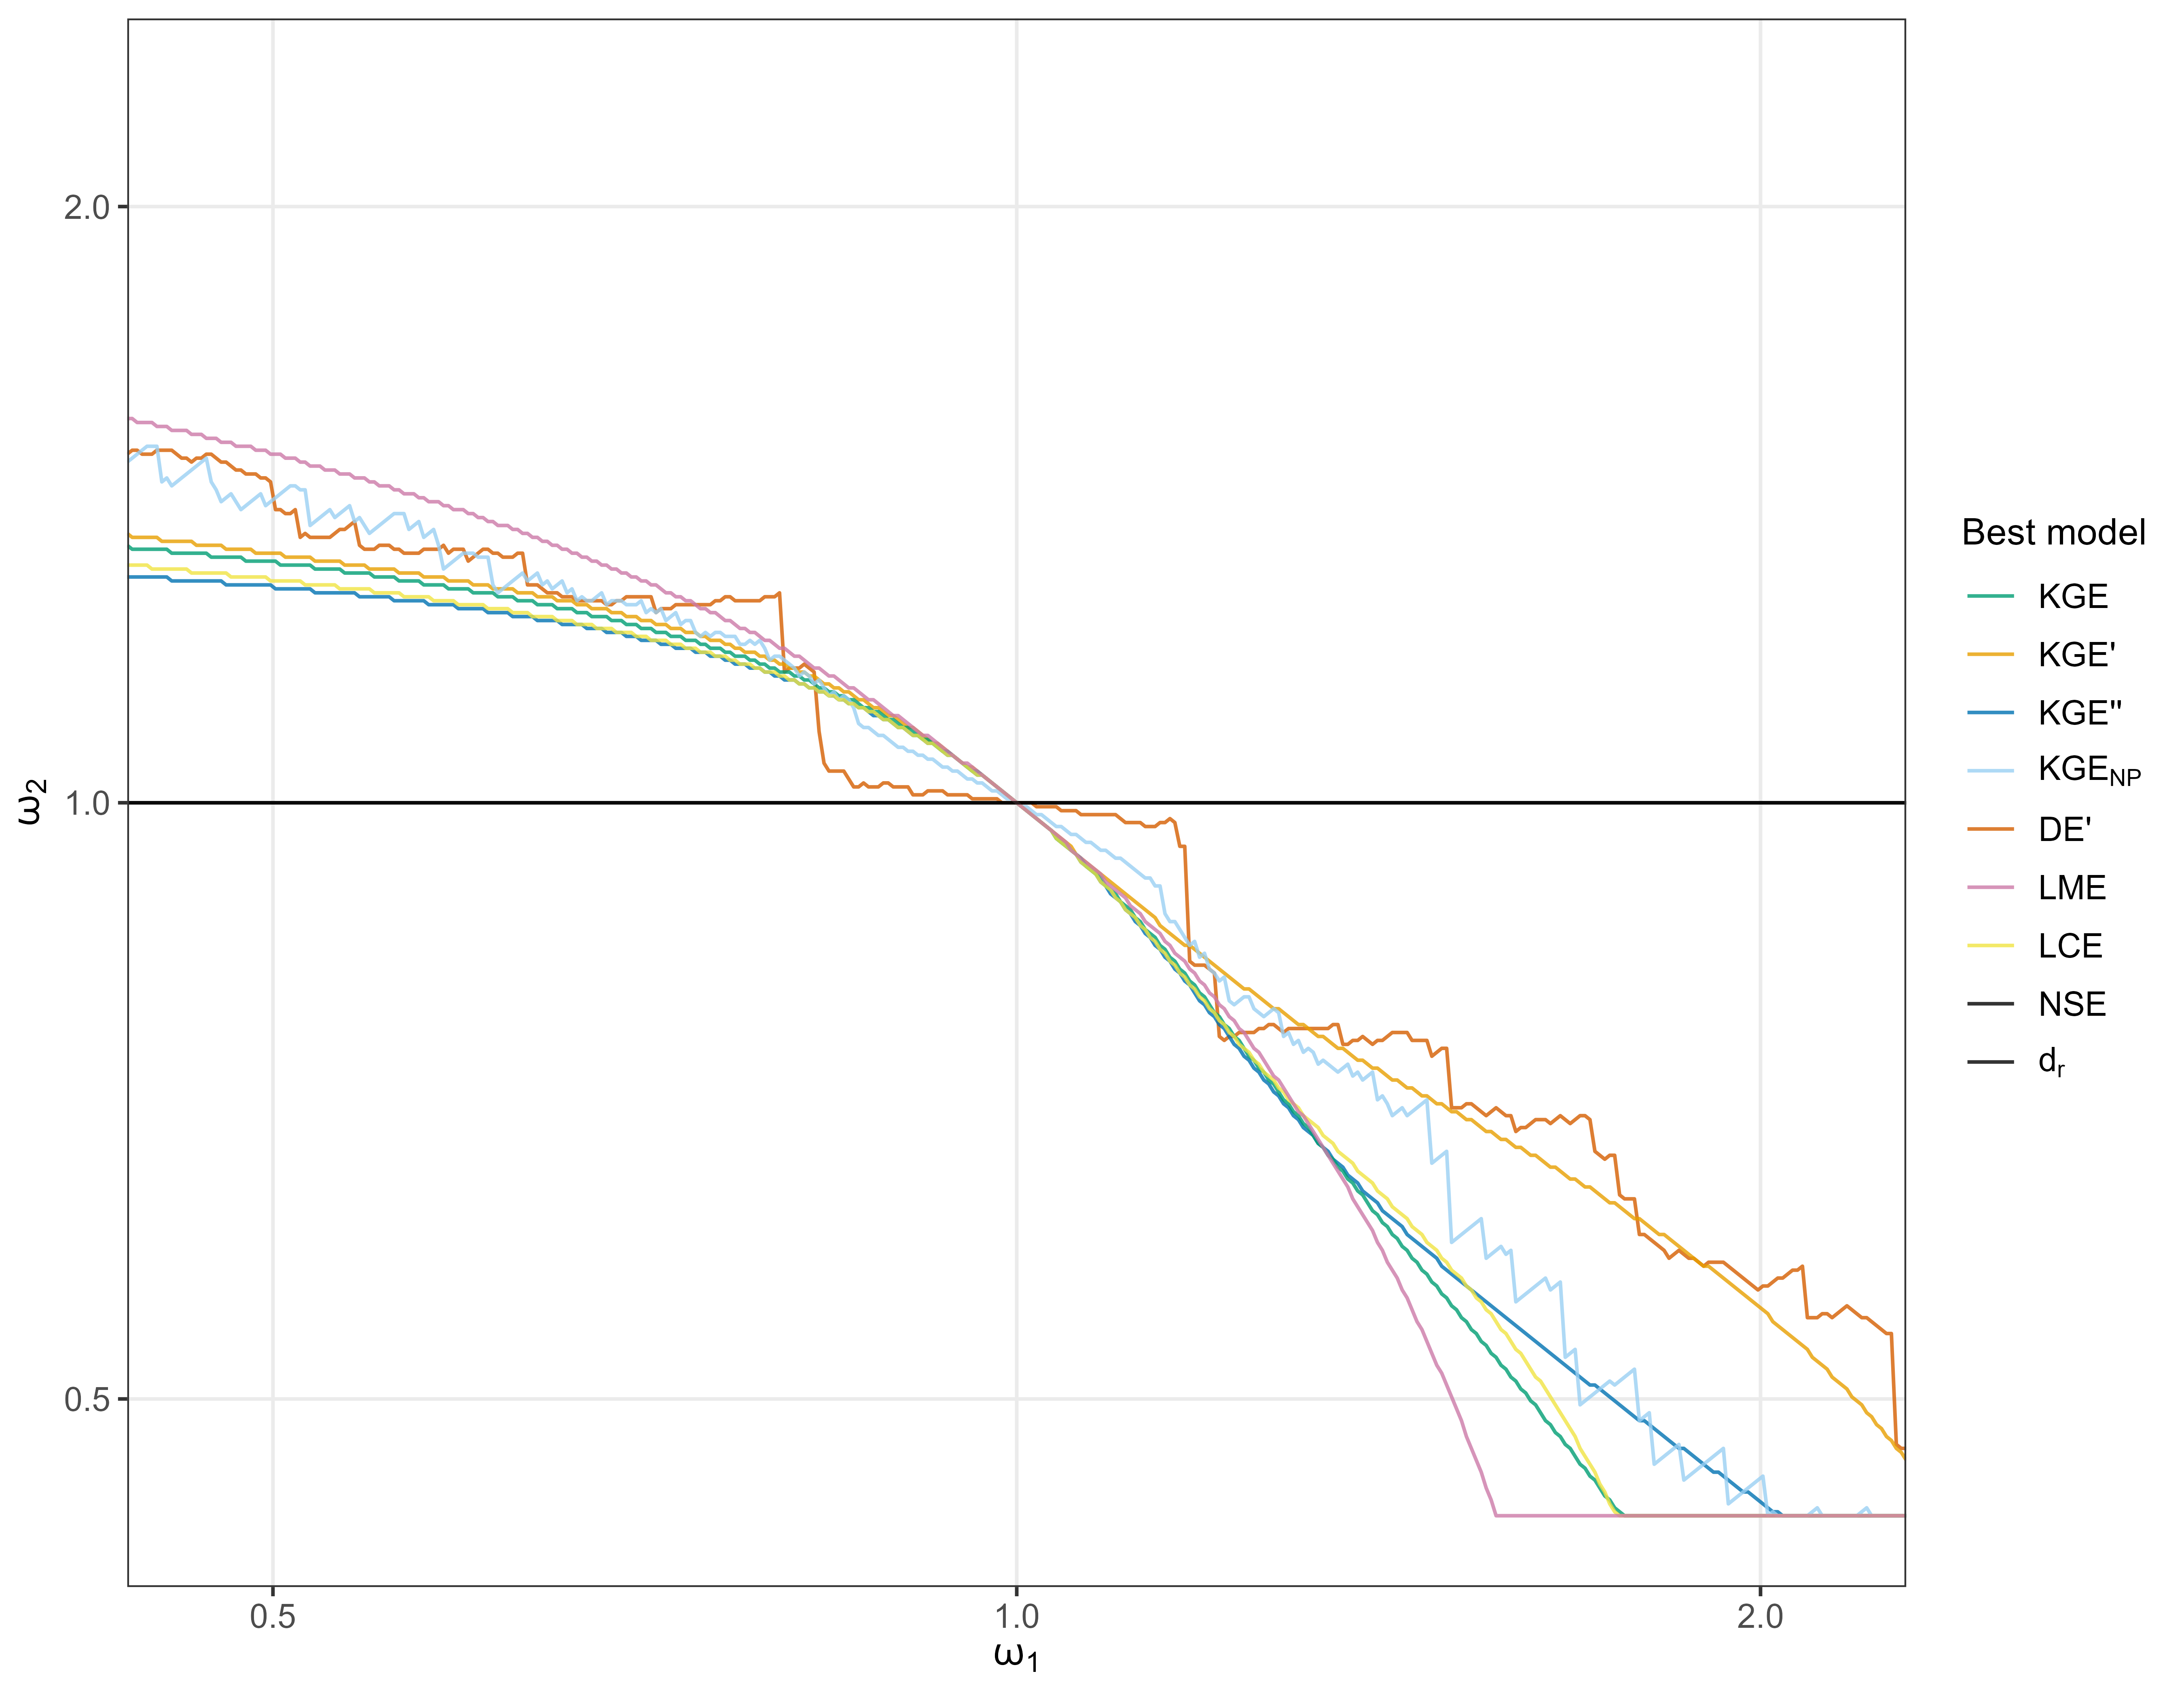 2.0
1.0
0.5
ω2
0.5
1.0
2.0
ω1
Best model
KGE
KGE'
KGE''
KGENP
DE'
LME
LCE
NSE
dr